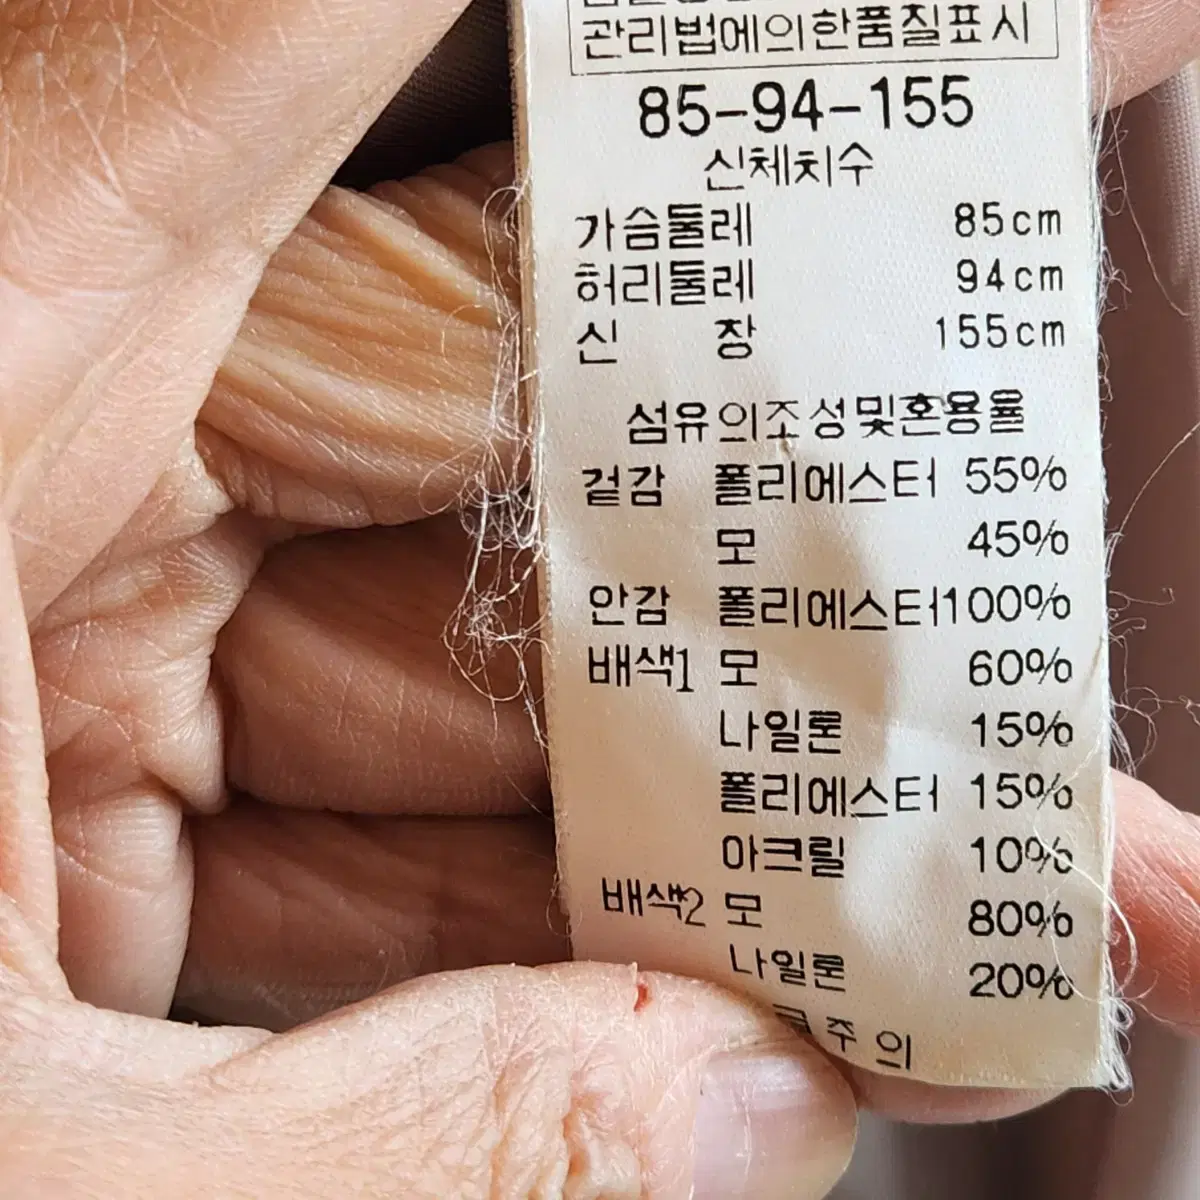 관리법에의한품질표시
85-94-155
신체치수
가슴둘레 85cm
허리둘레 94cm
신 장 155cm
섬유의조성및혼용율
겉감 폴리에스터 55%
모 45%
안감 폴리에스터100%
배색1 모 60%
나일론 15%
폴리에스터 15%
아크릴 10%
배색2 모 80%
나일론 20%
주의